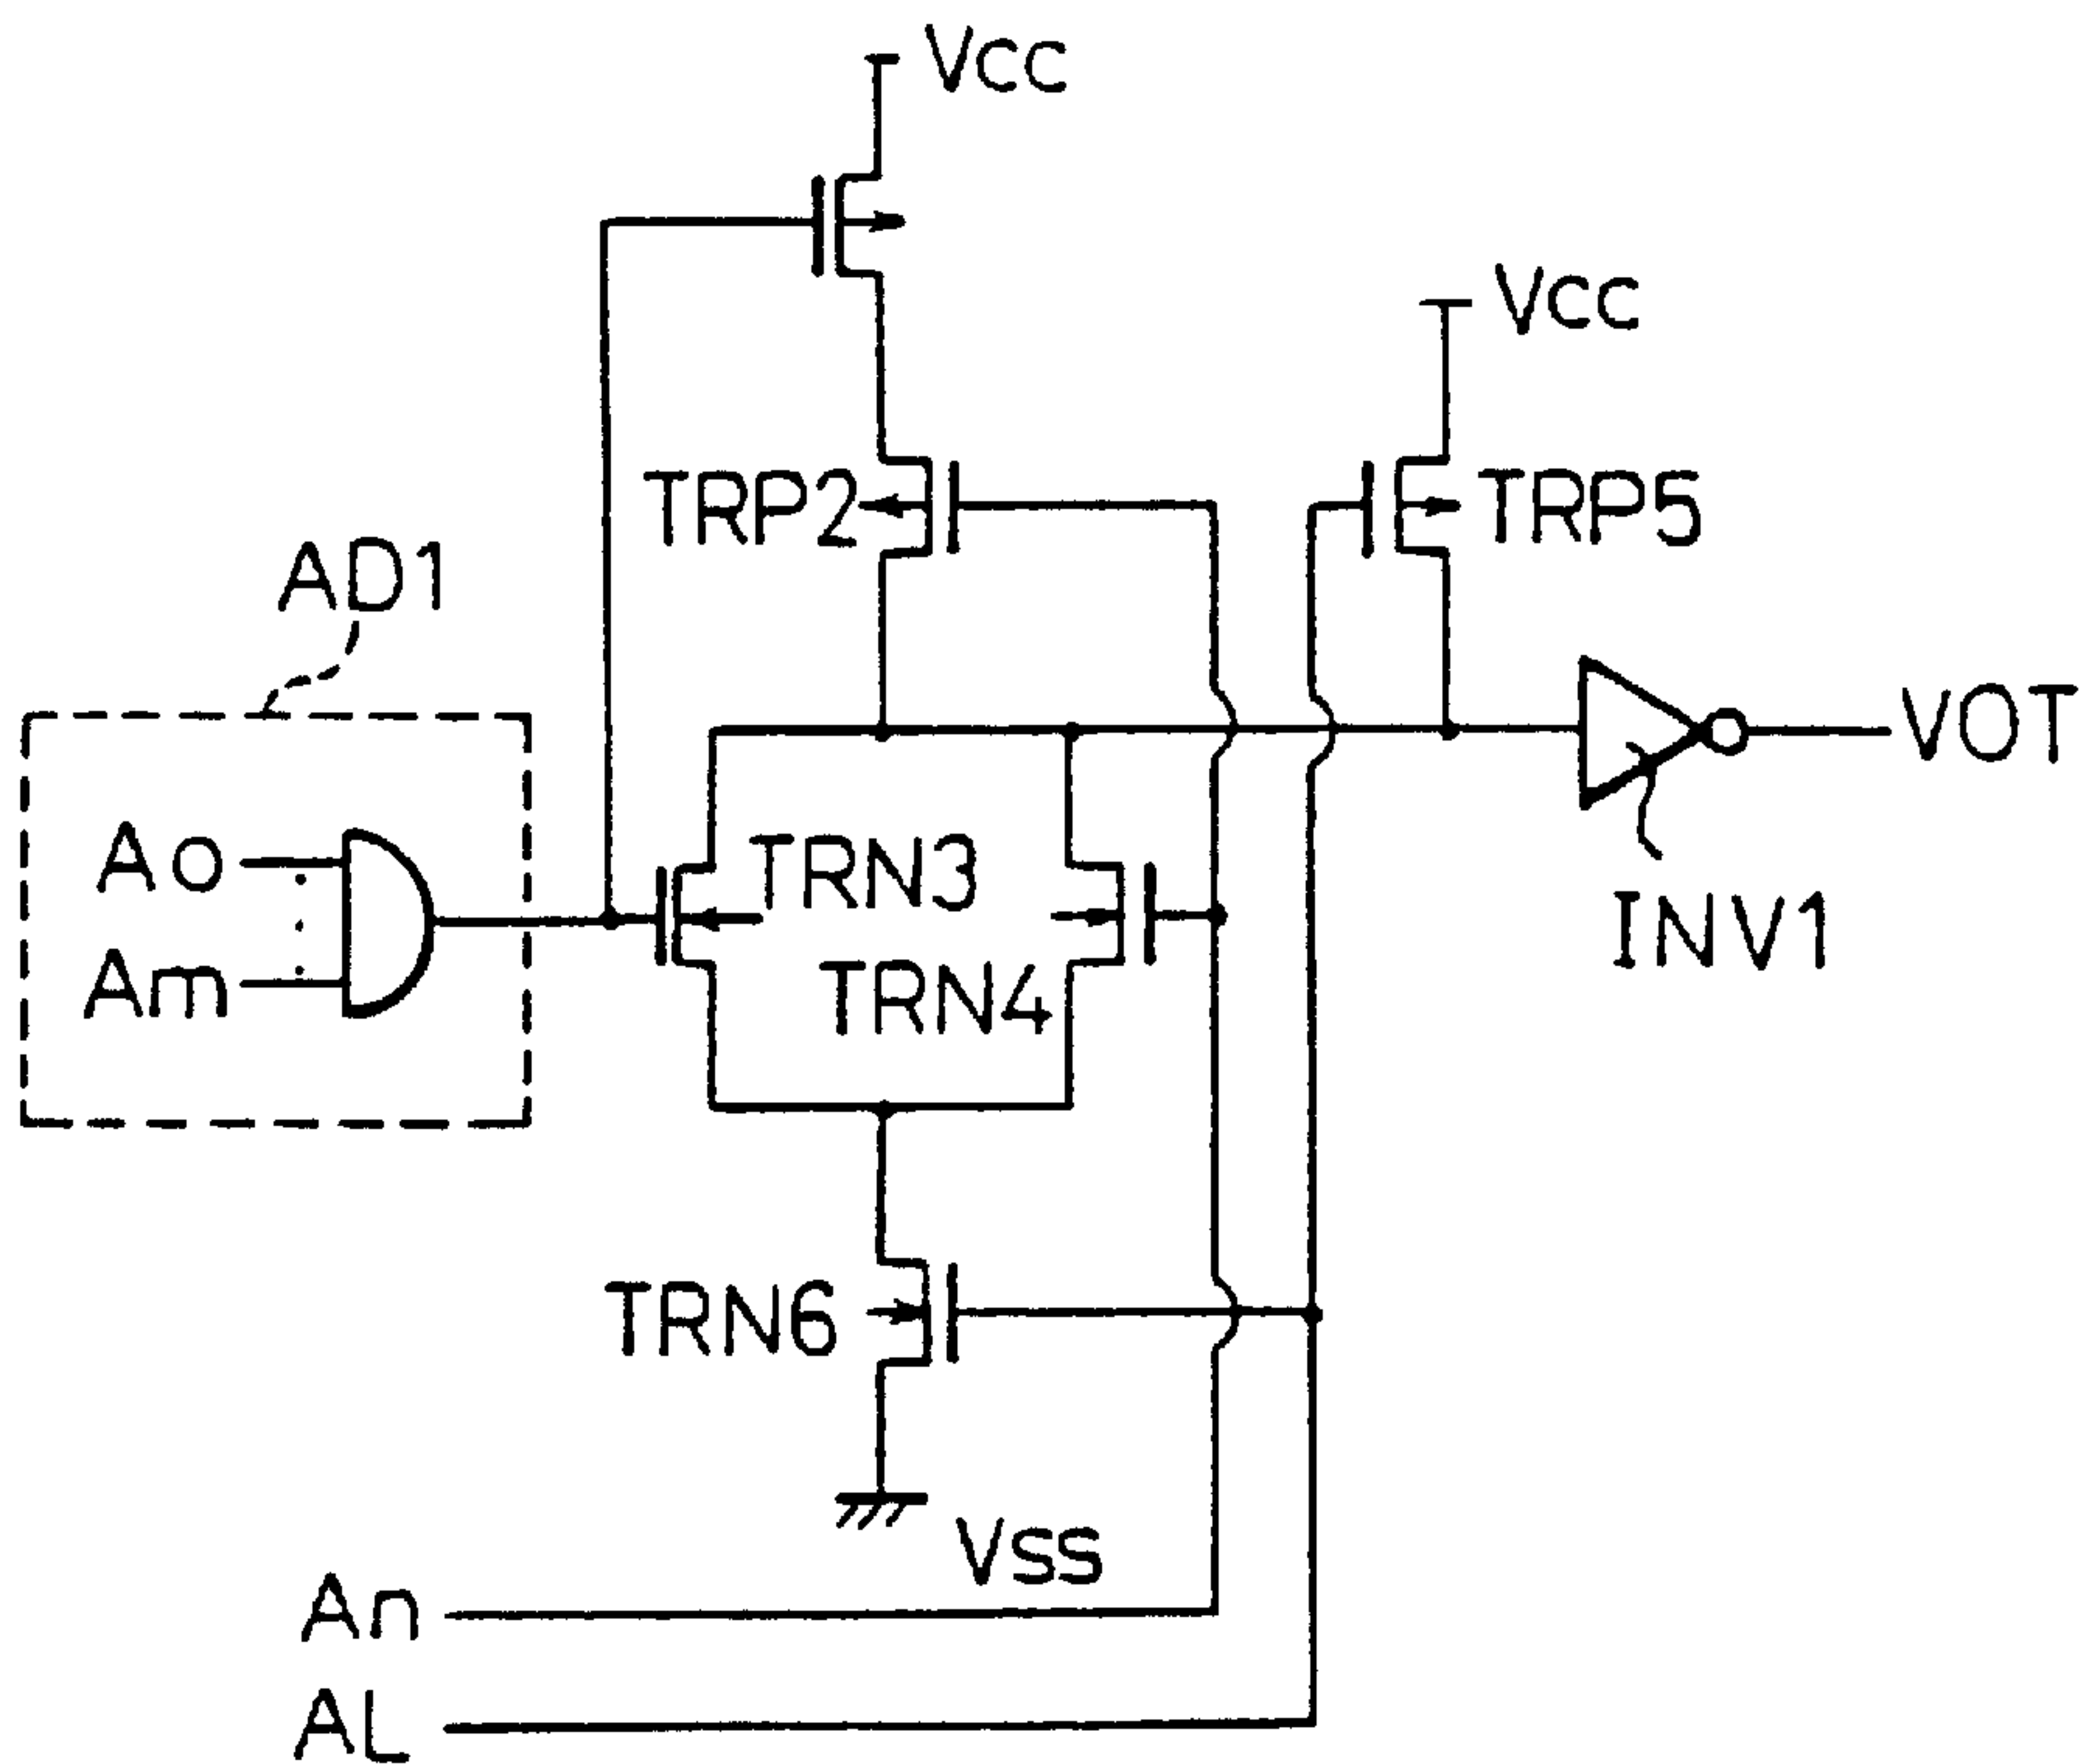 Vcc
Vcc
TRP2
TRP5
AD1
VOT
Ao
TRN3
INV1
Am
TRN4
TRN6
Vss
An
AL